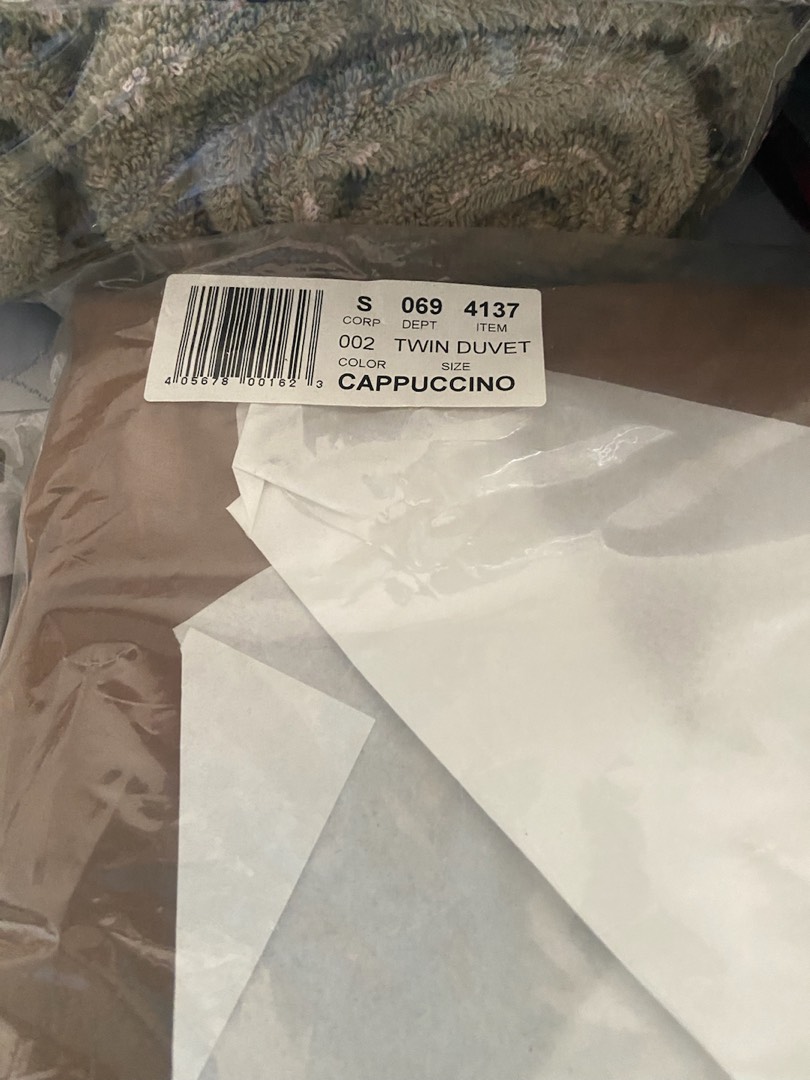 S 069 4137
CORP DEPT ITEM
002 TWIN DUVET
COLOR SIZE
CAPPUCCINO
4 05678 00162 3